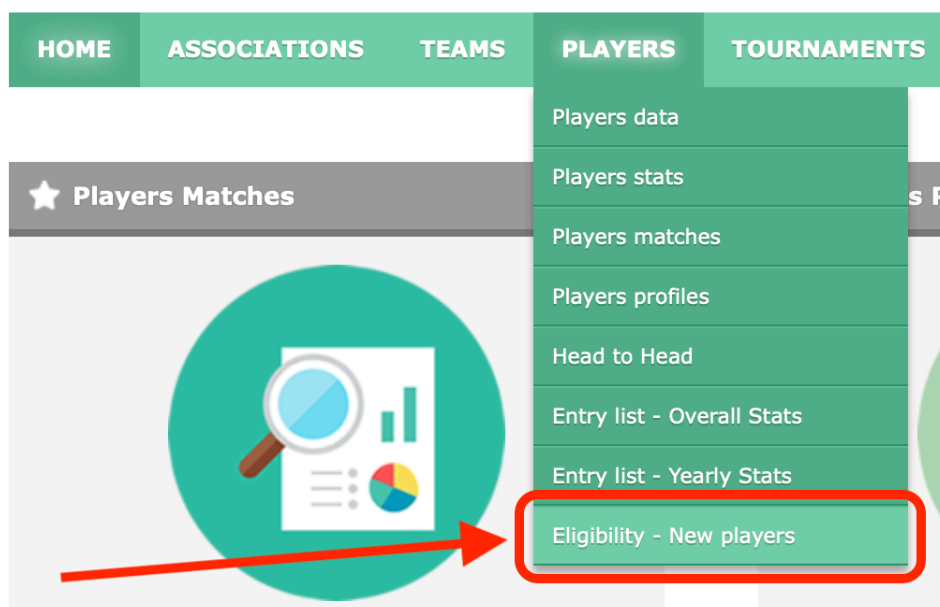 HOME ASSOCIATIONS TEAMS PLAYERS TOURNAMENTS
Players data
Players stats
Players Matches
Players matches
Players profiles
Head to Head
Entry list - Overall Stats
Entry list - Yearly Stats
Eligibility - New players